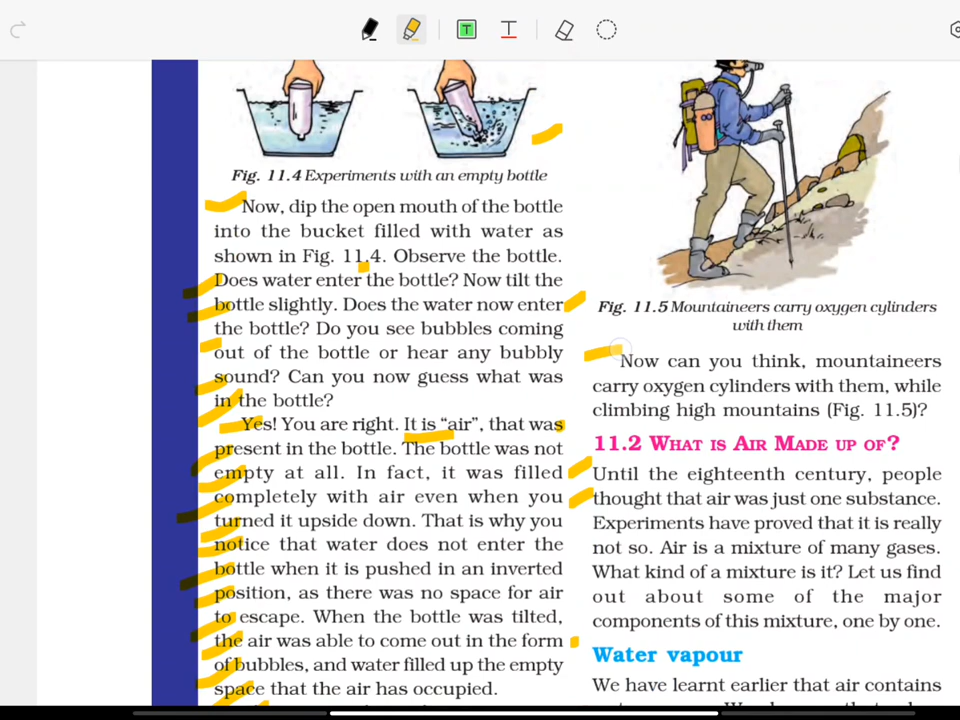 Fig. 11.4 Experiments with an empty bottle
Now, dip the open mouth of the bottle
into the bucket filled with water as
shown in Fig. 11.4. Observe the bottle.
Does water enter the bottle? Now tilt the
bottle slightly. Does the water now enter
the bottle? Do you see bubbles coming
out of the bottle or hear any bubbly
sound? Can you now guess what was
in the bottle?
Yes! You are right. It is “air”, that was
present in the bottle. The bottle was not
empty at all. In fact, it was filled
completely with air even when you
turned it upside down. That is why you
notice that water does not enter the
bottle when it is pushed in an inverted
position, as there was no space for air
to escape. When the bottle was tilted,
the air was able to come out in the form
of bubbles, and water filled up the empty
space that the air has occupied.
Fig. 11.5 Mountaineers carry oxygen cylinders
with them
Now can you think, mountaineers
carry oxygen cylinders with them, while
climbing high mountains (Fig. 11.5)?
11.2 WHAT IS AIR MADE UP OF?
Until the eighteenth century, people
thought that air was just one substance.
Experiments have proved that it is really
not so. Air is a mixture of many gases.
What kind of a mixture is it? Let us find
out about some of the major
components of this mixture, one by one.
Water vapour
We have learnt earlier that air contains